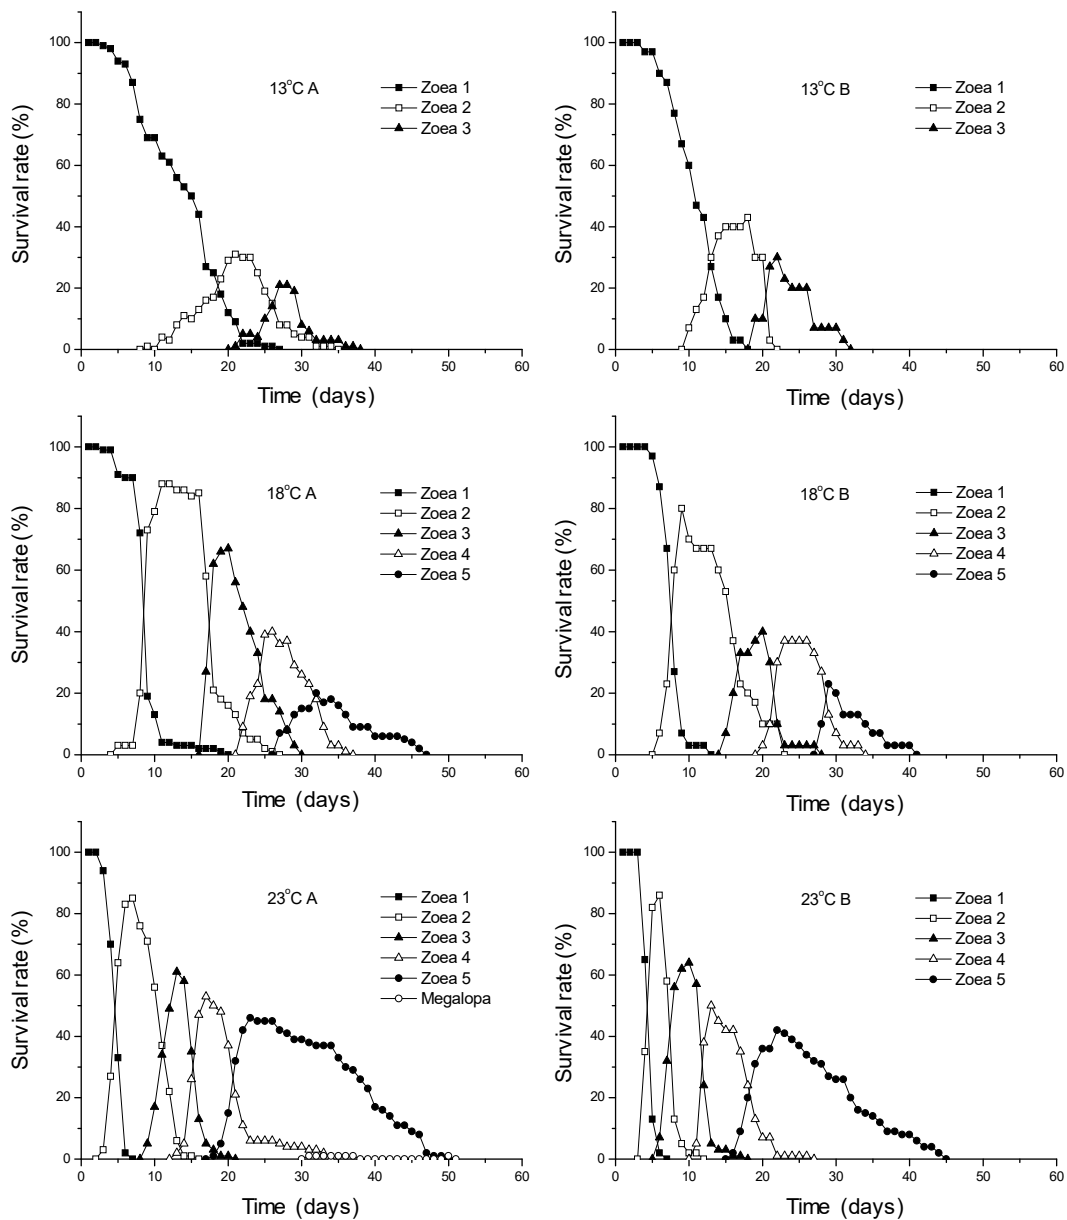 13°C A
Zoea 1
Zoea 2
Zoea 3
Survival rate (%)
100
80
60
40
20
0
0 10 20 30 40 50 60
Time (days)
13°C B
Zoea 1
Zoea 2
Zoea 3
Survival rate (%)
100
80
60
40
20
0
0 10 20 30 40 50 60
Time (days)
18°C A
Zoea 1
Zoea 2
Zoea 3
Zoea 4
Zoea 5
Survival rate (%)
100
80
60
40
20
0
0 10 20 30 40 50 60
Time (days)
18°C B
Zoea 1
Zoea 2
Zoea 3
Zoea 4
Zoea 5
Survival rate (%)
100
80
60
40
20
0
0 10 20 30 40 50 60
Time (days)
23°C A
Zoea 1
Zoea 2
Zoea 3
Zoea 4
Zoea 5
Megalopa
Survival rate (%)
100
80
60
40
20
0
0 10 20 30 40 50 60
Time (days)
23°C B
Zoea 1
Zoea 2
Zoea 3
Zoea 4
Zoea 5
Survival rate (%)
100
80
60
40
20
0
0 10 20 30 40 50 60
Time (days)